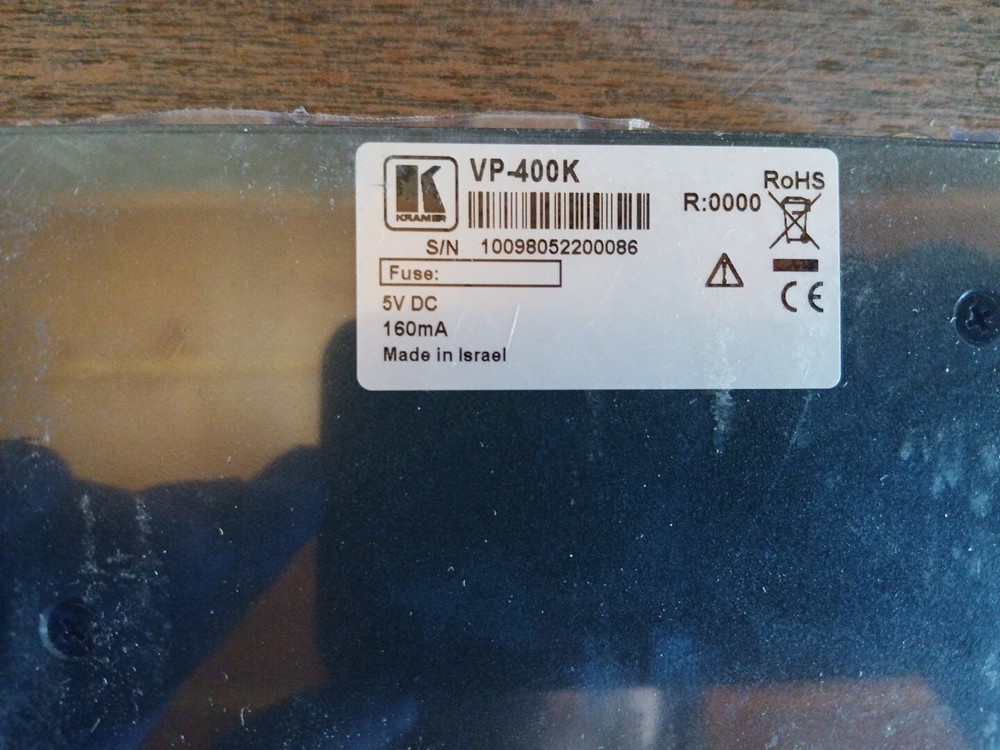 KRAMER
VP-400K
S/N 10098052200086
Fuse:
5V DC
160mA
Made in Israel
R:0000
RoHS
CE